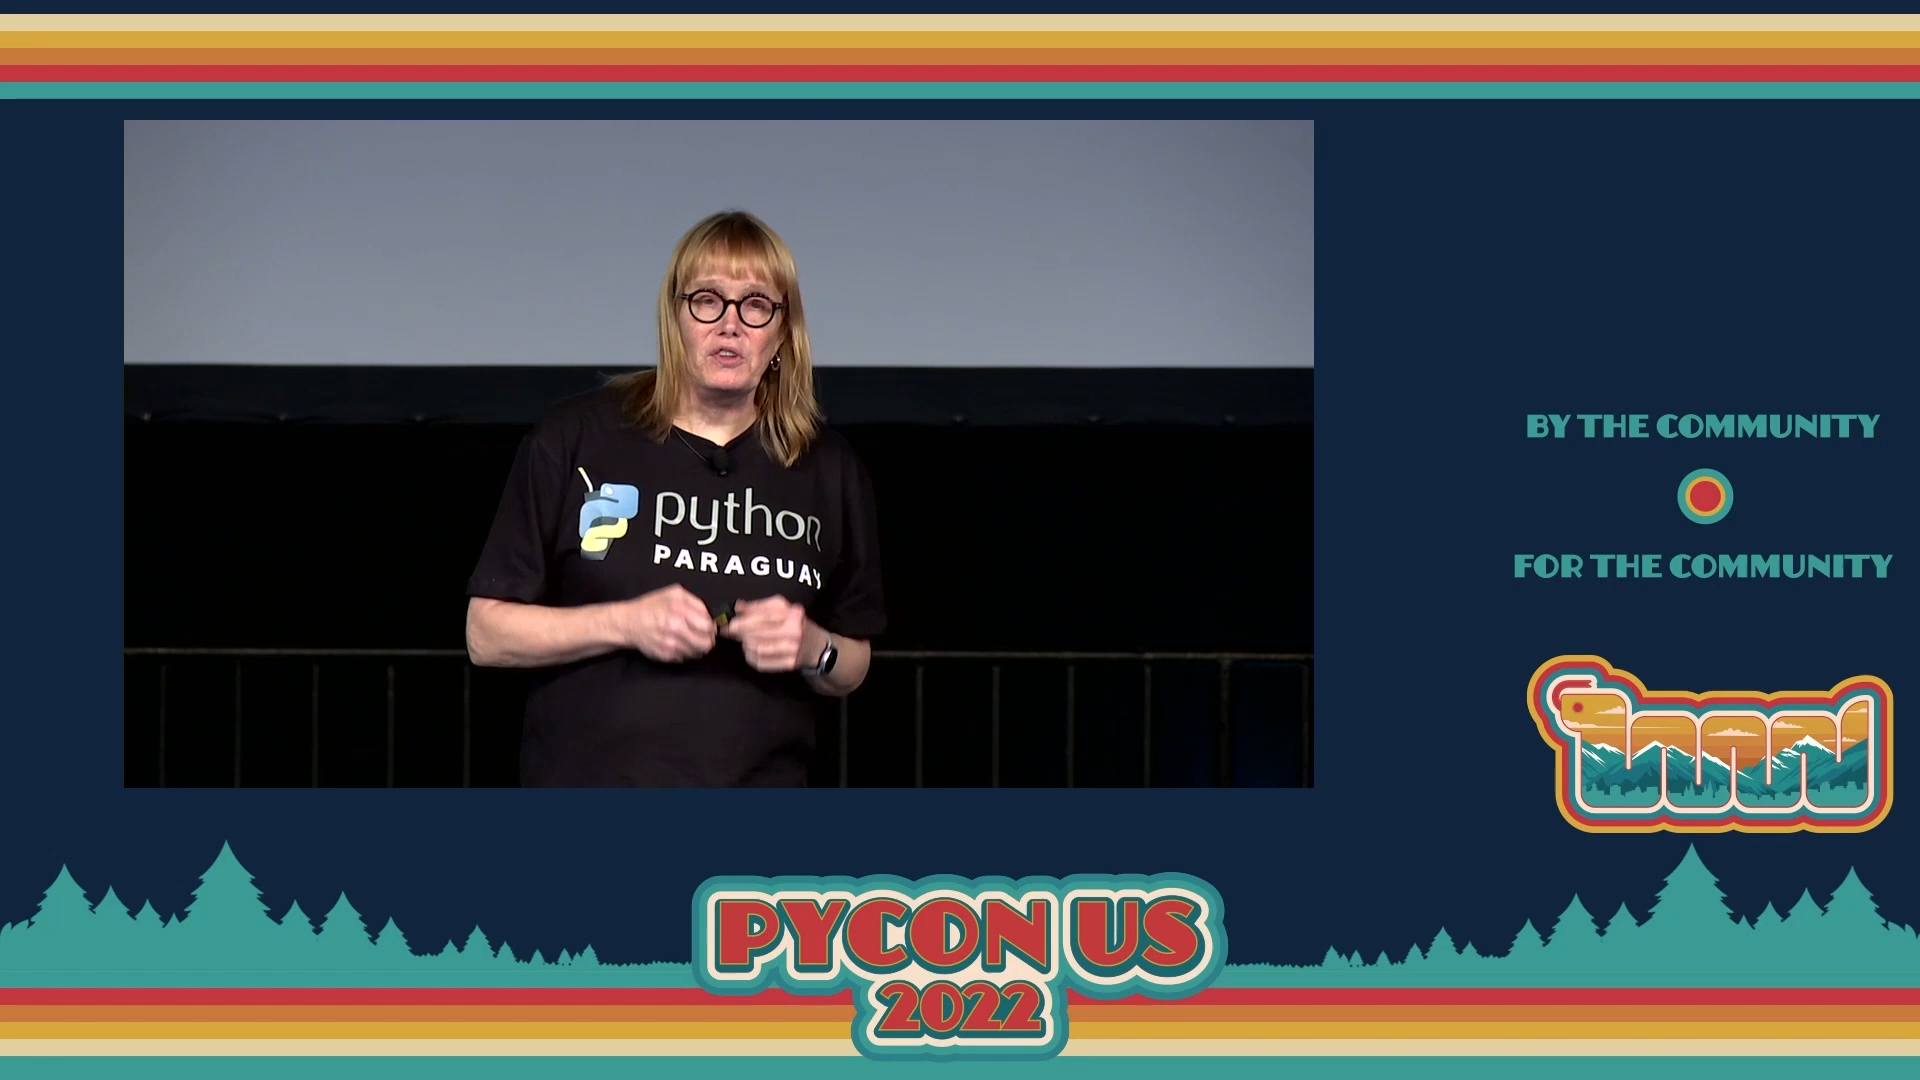 python
PARAGUAY
BY THE COMMUNITY
FOR THE COMMUNITY
PYCON US
2022